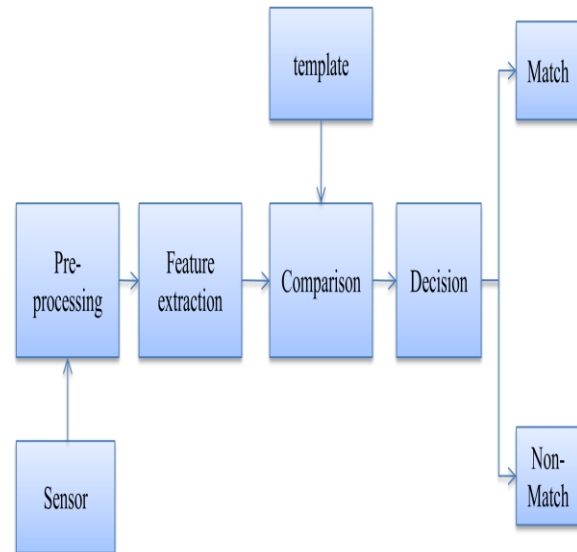 template
Match
Pre-
processing
Feature
extraction
Comparison
Decision
Sensor
Non-
Match